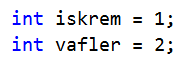 int iskrem = 1;
int vafler = 2;